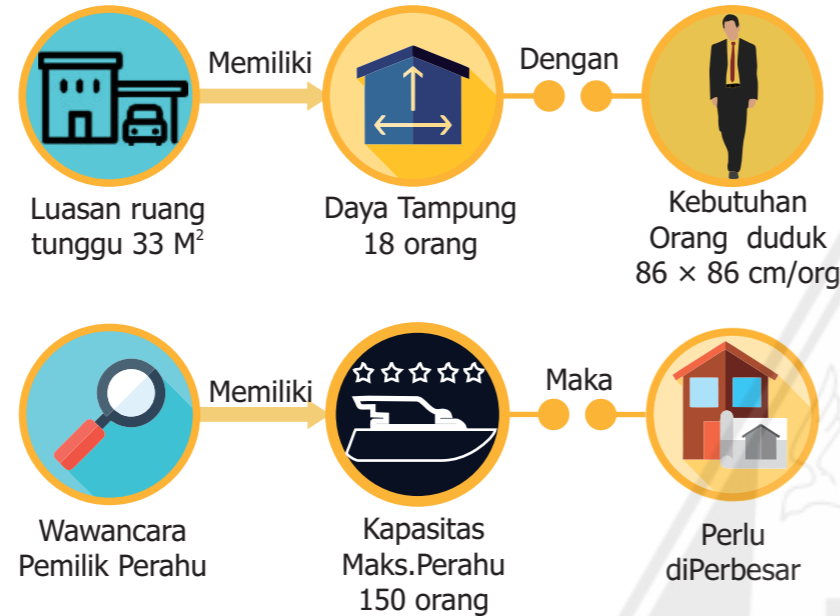 Memiliki
Dengan
Luasan ruang
tunggu 33 M²
Daya Tampung
18 orang
Kebutuhan
Orang duduk
86 × 86 cm/org
Memiliki
Maka
Wawancara
Pemilik Perahu
Kapasitas
Maks.Perahu
150 orang
Perlu
diPerbesar